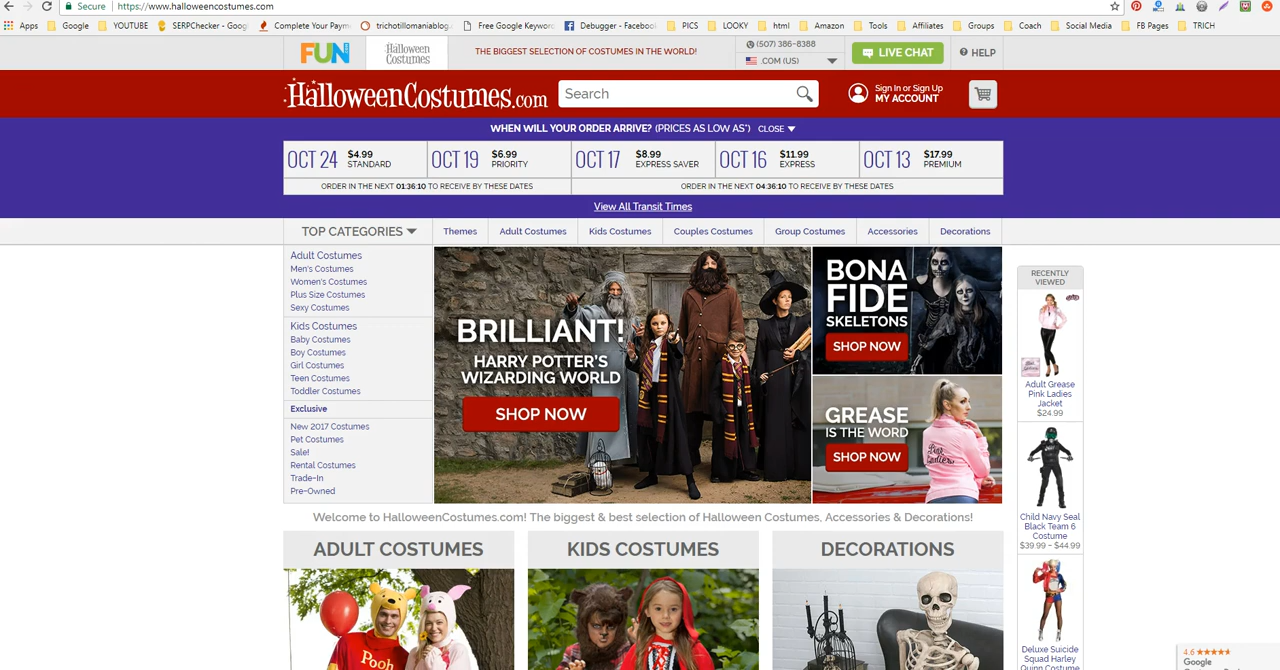 Secure | https://www.halloweencostumes.com
Apps Google YOUTUBE SERPChecker - Goog Complete Your Paym trichotillomaniablog Free Google Keyword Debugger - Facebook PICS LOOKY html Amazon Tools Affiliates Groups Coach Social Media FB Pages TRICH
FUN Halloween Costumes THE BIGGEST SELECTION OF COSTUMES IN THE WORLD! (507) 386-8388 LIVE CHAT HELP
.COM (US)
HalloweenCostumes.com Search Sign In or Sign Up
MY ACCOUNT
WHEN WILL YOUR ORDER ARRIVE? (PRICES AS LOW AS*) CLOSE
OCT 24 $4.99 STANDARD OCT 19 $6.99 PRIORITY OCT 17 $8.99 EXPRESS SAVER OCT 16 $11.99 EXPRESS OCT 13 $17.99 PREMIUM
ORDER IN THE NEXT 01:36:10 TO RECEIVE BY THESE DATES ORDER IN THE NEXT 04:36:10 TO RECEIVE BY THESE DATES
View All Transit Times
TOP CATEGORIES Themes Adult Costumes Kids Costumes Couples Costumes Group Costumes Accessories Decorations
Adult Costumes
Men's Costumes
Women's Costumes
Plus Size Costumes
Sexy Costumes
Kids Costumes
Baby Costumes
Boy Costumes
Girl Costumes
Teen Costumes
Toddler Costumes
Exclusive
New 2017 Costumes
Pet Costumes
Sale!
Rental Costumes
Trade-In
Pre-Owned
BRILLIANT!
HARRY POTTER'S
WIZARDING WORLD
SHOP NOW
BONA
FIDE
SKELETONS
SHOP NOW
GREASE
IS THE WORD
SHOP NOW
Pink Ladies
RECENTLY
VIEWED
Adult Grease
Pink Ladies
Jacket
$24.99
Child Navy Seal
Black Team 6
Costume
$39.99 - $44.99
Deluxe Suicide
Squad Harley
Quinn Costume
Welcome to HalloweenCostumes.com! The biggest & best selection of Halloween Costumes, Accessories & Decorations!
ADULT COSTUMES KIDS COSTUMES DECORATIONS
Pooh
4.6
Google